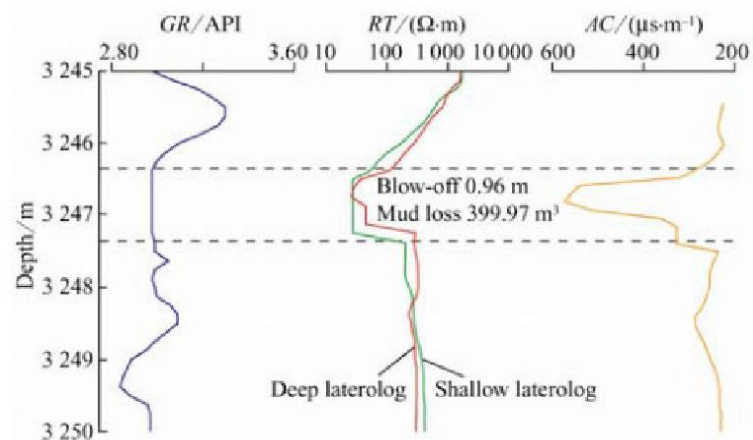 GR/API RT/(Ω·m) AC/(μs·m⁻¹)
2.80 3.60 10 100 1 000 10 000 600 400 200
3 245
3 246
Blow-off 0.96 m
Mud loss 399.97 m³
3 247
Depth/m
3 248
3 249
Deep laterolog Shallow laterolog
3 250